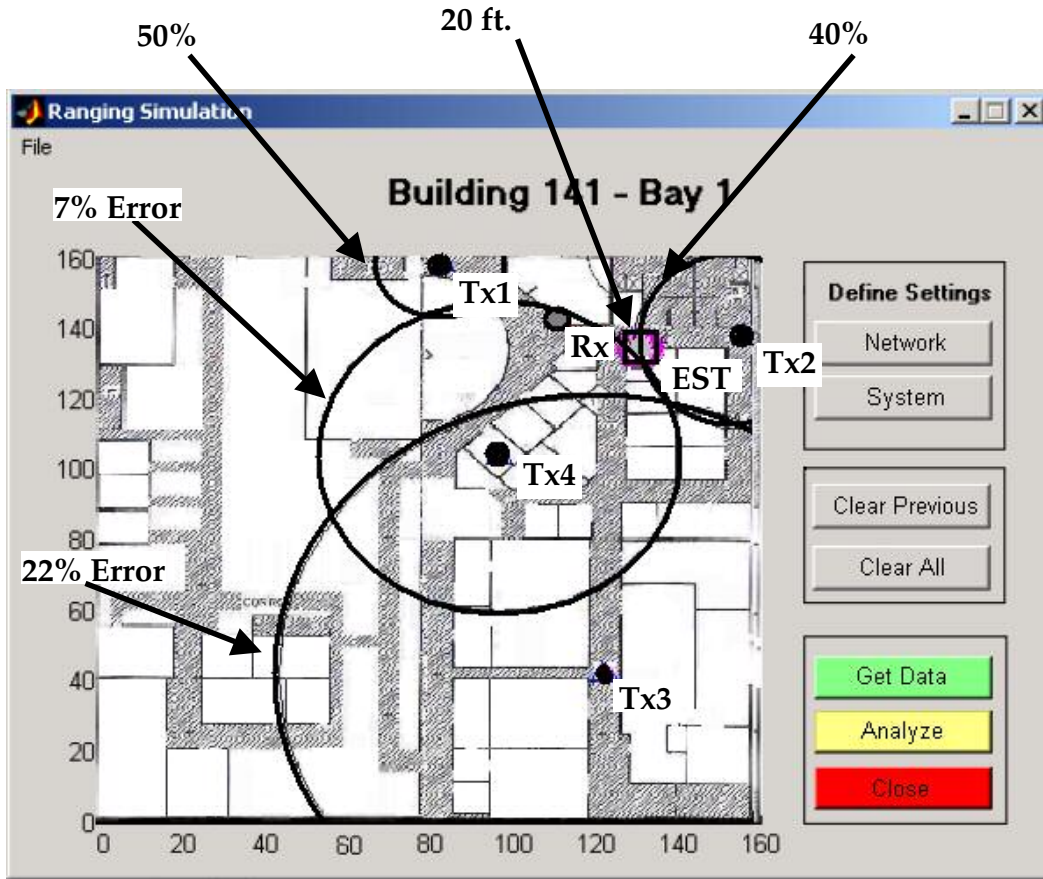 50%
20 ft.
40%
Ranging Simulation
File
Building 141 - Bay 1
7% Error
160
140
120
100
80
60
40
20
0
0 20 40 60 80 100 120 140 160
Tx1
Rx
EST
Tx2
Tx4
22% Error
Tx3
Define Settings
Network
System
Clear Previous
Clear All
Get Data
Analyze
Close